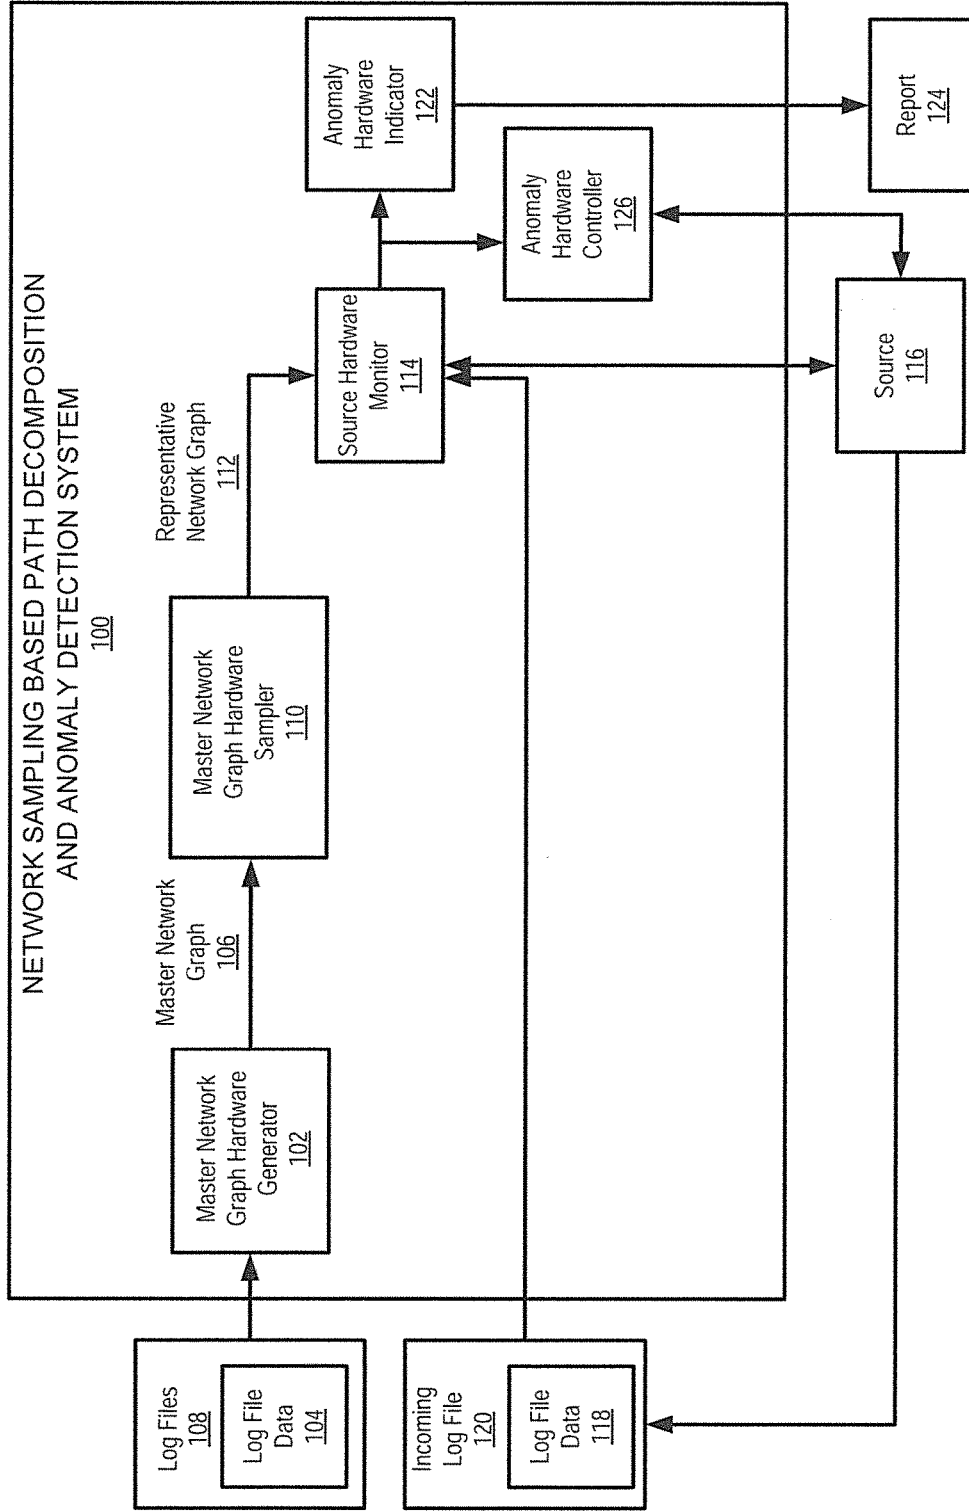 NETWORK SAMPLING BASED PATH DECOMPOSITION
AND ANOMALY DETECTION SYSTEM
100
Log Files
108
Log File
Data
104
Master Network
Graph Hardware
Generator
102
Master Network
Graph
106
Master Network
Graph Hardware
Sampler
110
Representative
Network Graph
112
Source Hardware
Monitor
114
Anomaly
Hardware
Indicator
122
Anomaly
Hardware
Controller
126
Incoming
Log File
120
Log File
Data
118
Source
116
Report
124